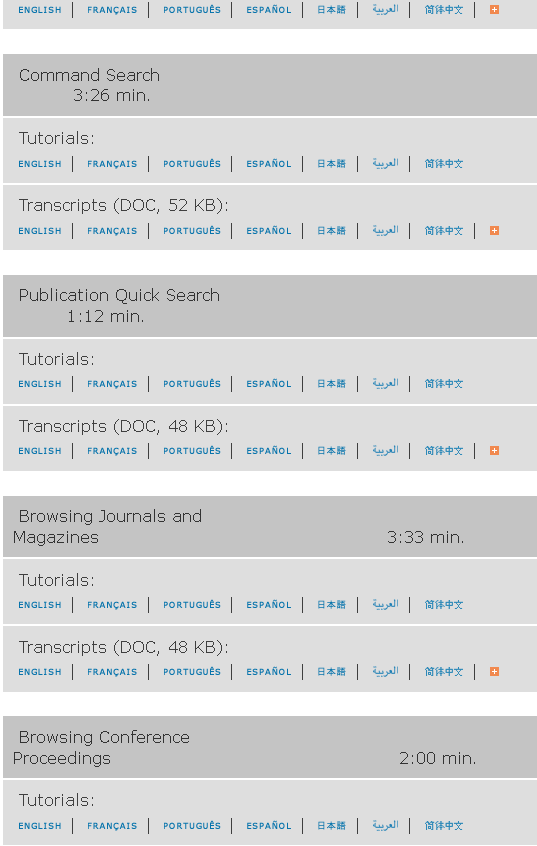 ENGLISH | FRANÇAIS | PORTUGUÊS | ESPAÑOL | 日本語 | العربية | 简体中文 |
Command Search
3:26 min.
Tutorials:
ENGLISH | FRANÇAIS | PORTUGUÊS | ESPAÑOL | 日本語 | العربية | 简体中文
Transcripts (DOC, 52 KB):
ENGLISH | FRANÇAIS | PORTUGUÊS | ESPAÑOL | 日本語 | العربية | 简体中文 |
Publication Quick Search
1:12 min.
Tutorials:
ENGLISH | FRANÇAIS | PORTUGUÊS | ESPAÑOL | 日本語 | العربية | 简体中文
Transcripts (DOC, 48 KB):
ENGLISH | FRANÇAIS | PORTUGUÊS | ESPAÑOL | 日本語 | العربية | 简体中文 |
Browsing Journals and
Magazines 3:33 min.
Tutorials:
ENGLISH | FRANÇAIS | PORTUGUÊS | ESPAÑOL | 日本語 | العربية | 简体中文
Transcripts (DOC, 48 KB):
ENGLISH | FRANÇAIS | PORTUGUÊS | ESPAÑOL | 日本語 | العربية | 简体中文 |
Browsing Conference
Proceedings 2:00 min.
Tutorials:
ENGLISH | FRANÇAIS | PORTUGUÊS | ESPAÑOL | 日本語 | العربية | 简体中文